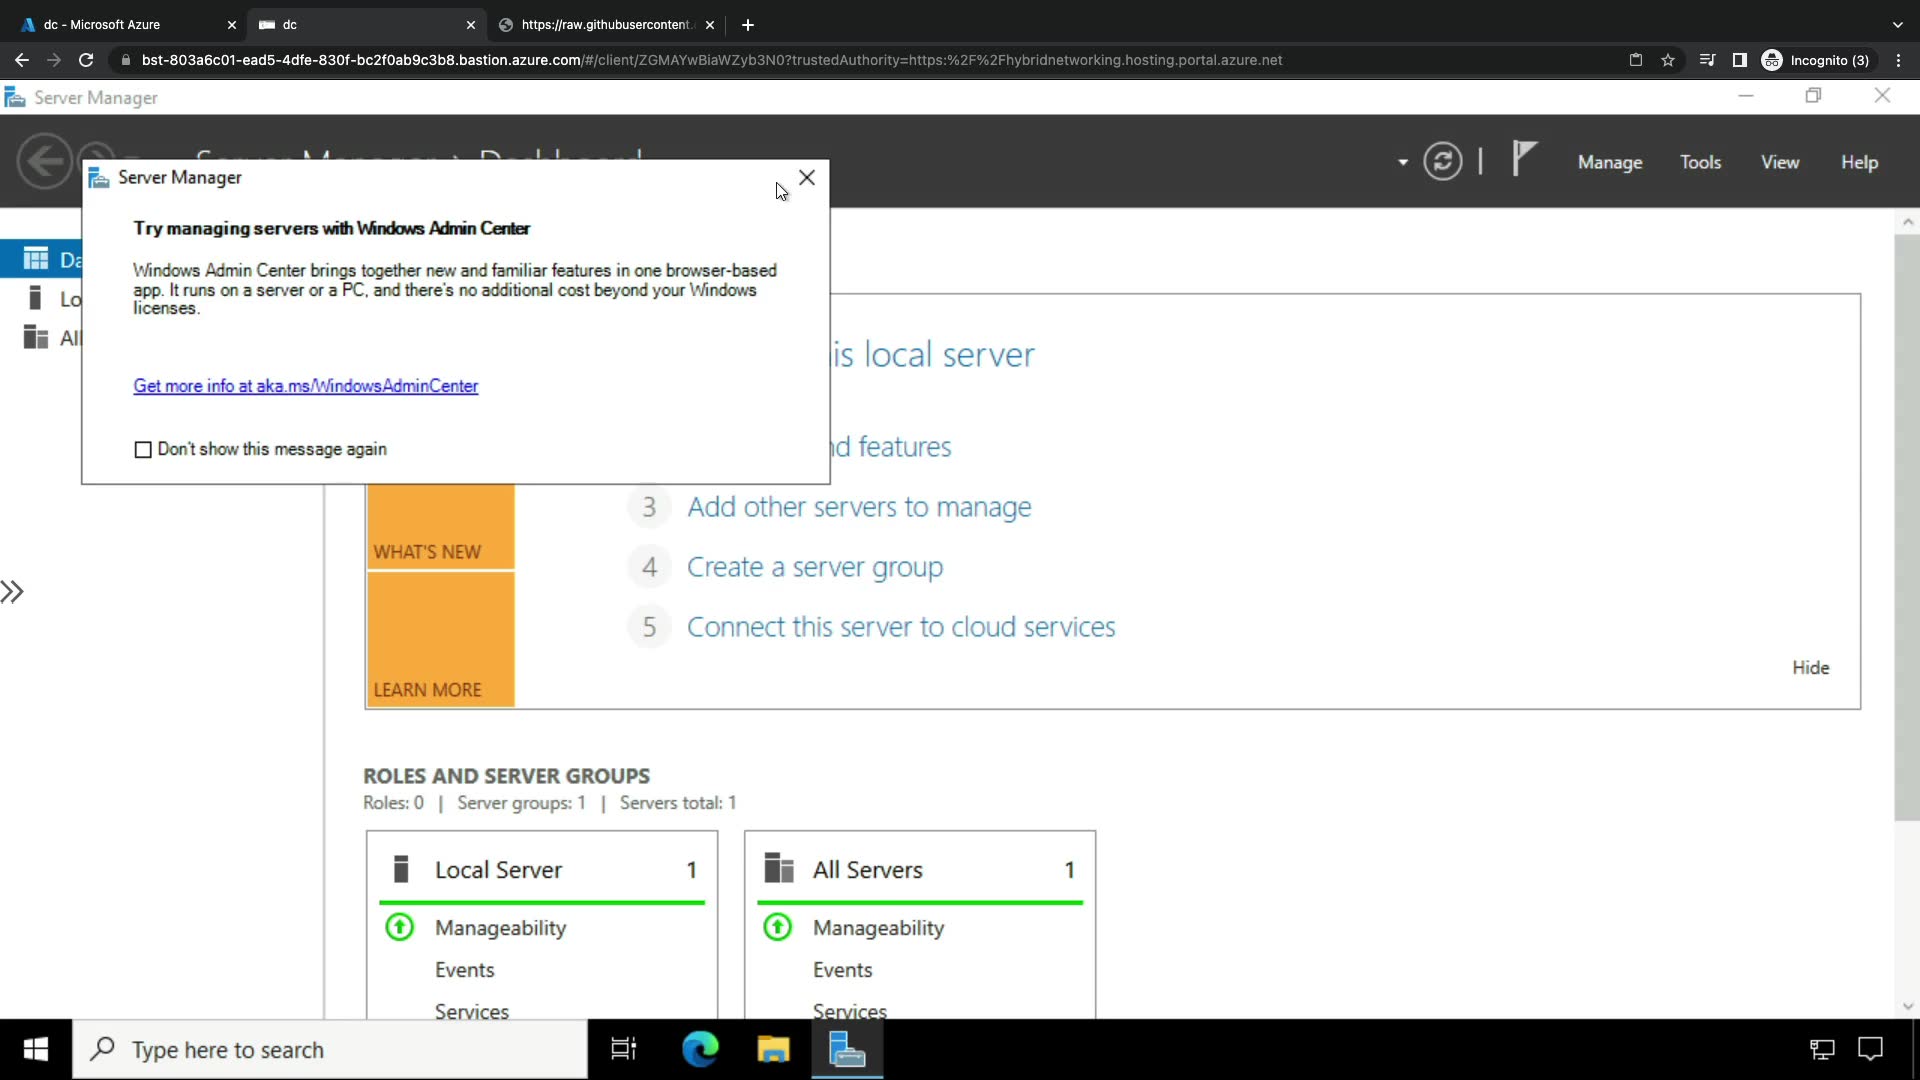 dc - Microsoft Azure
dc
https://raw.githubusercontent.
bst-803a6c01-ead5-4dfe-830f-bc2f0ab9c3b8.bastion.azure.com/#/client/ZGMAYwBiaWZyb3N0?trustedAuthority=https:%2F%2Fhybridnetworking.hosting.portal.azure.net
Incognito (3)
Server Manager
Manage
Tools
View
Help
Server Manager
Try managing servers with Windows Admin Center
Windows Admin Center brings together new and familiar features in one browser-based
app. It runs on a server or a PC, and there's no additional cost beyond your Windows
licenses.
Get more info at aka.ms/WindowsAdminCenter
Don't show this message again
Da
Lo
All
is local server
nd features
3 Add other servers to manage
4 Create a server group
5 Connect this server to cloud services
WHAT'S NEW
LEARN MORE
Hide
ROLES AND SERVER GROUPS
Roles: 0 | Server groups: 1 | Servers total: 1
Local Server 1
Manageability
Events
Services
All Servers 1
Manageability
Events
Services
Type here to search